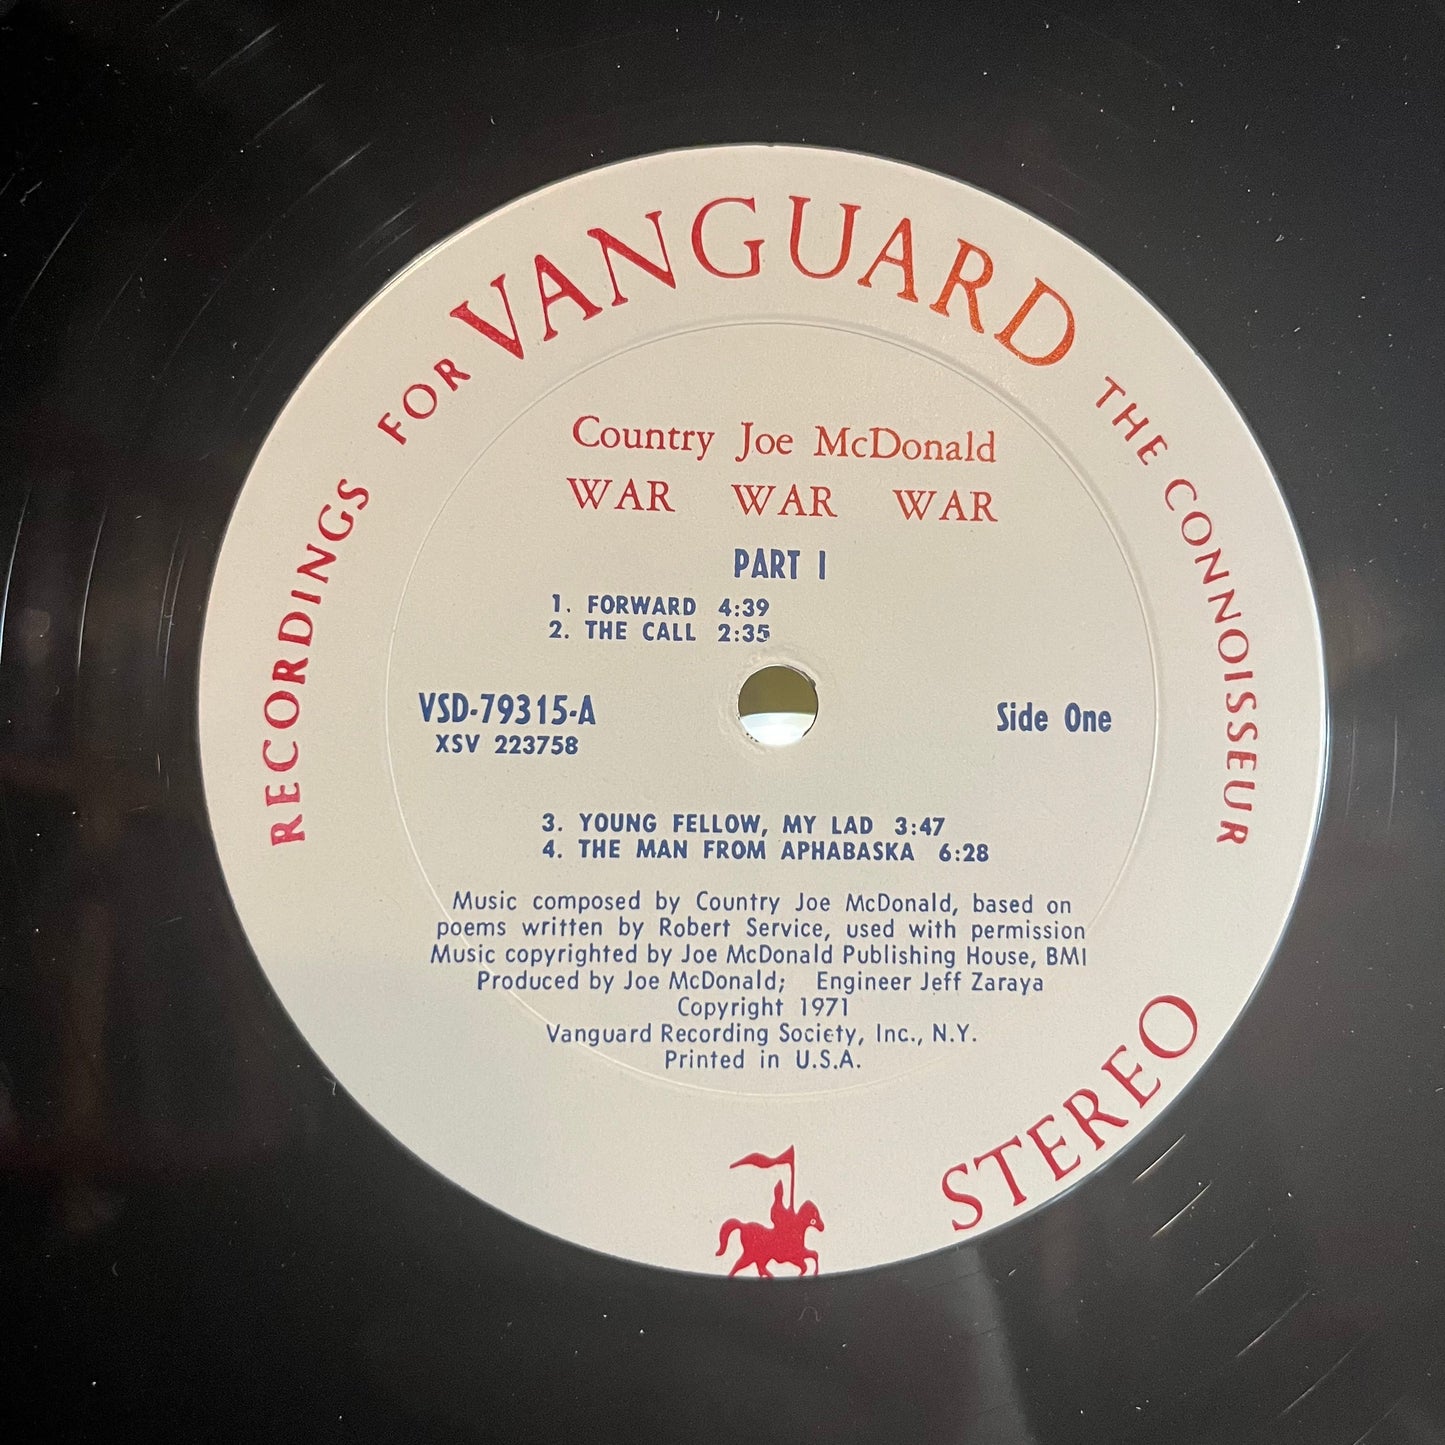 RECORDINGS FOR VANGUARD THE CONNOISSEUR
Country Joe McDonald
WAR WAR WAR
PART I
1. FORWARD 4:39
2. THE CALL 2:35
VSD-79315-A
XSV 223758
Side One
3. YOUNG FELLOW, MY LAD 3:47
4. THE MAN FROM APHABASKA 6:28
Music composed by Country Joe McDonald, based on
poems written by Robert Service, used with permission
Music copyrighted by Joe McDonald Publishing House, BMI
Produced by Joe McDonald; Engineer Jeff Zaraya
Copyright 1971
Vanguard Recording Society, Inc., N.Y.
Printed in U.S.A.
STEREO